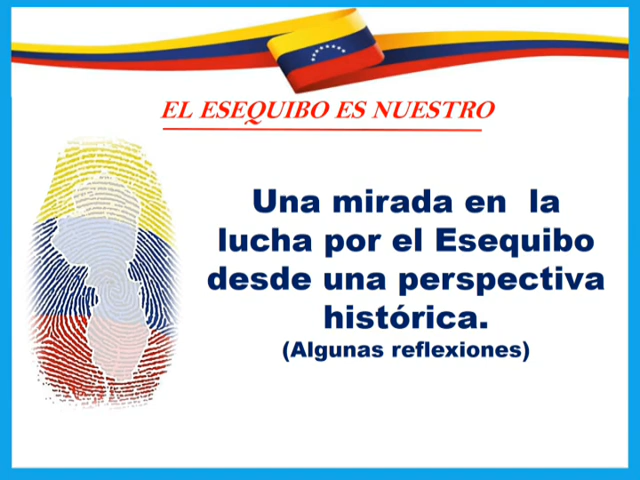 EL ESEQUIBO ES NUESTRO
Una mirada en  la
lucha por el Esequibo
desde una perspectiva
histórica.
(Algunas reflexiones)